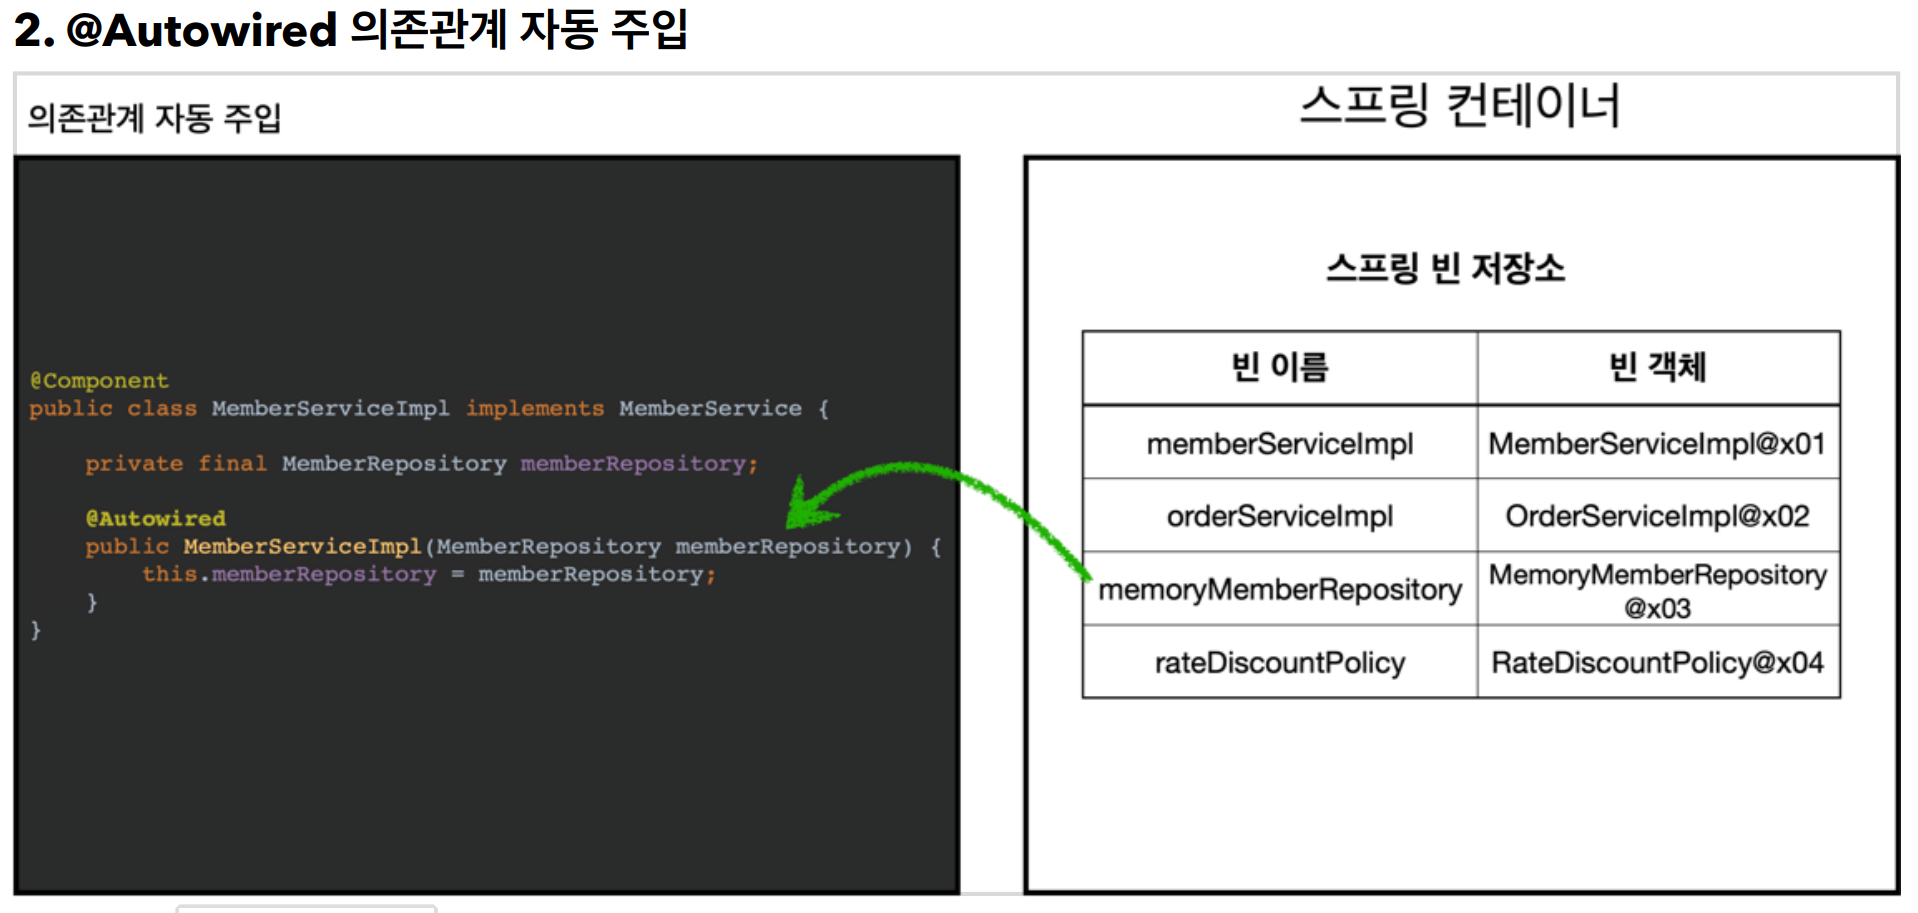 2. @Autowired 의존관계 자동 주입
의존관계 자동 주입
@Component
public class MemberServiceImpl implements MemberService {
private final MemberRepository memberRepository;
@Autowired
public MemberServiceImpl(MemberRepository memberRepository) {
this.memberRepository = memberRepository;
}
}
스프링 컨테이너
스프링 빈 저장소
빈 이름 빈 객체
memberServiceImpl MemberServiceImpl@x01
orderServiceImpl OrderServiceImpl@x02
memoryMemberRepository MemoryMemberRepository
@x03
rateDiscountPolicy RateDiscountPolicy@x04